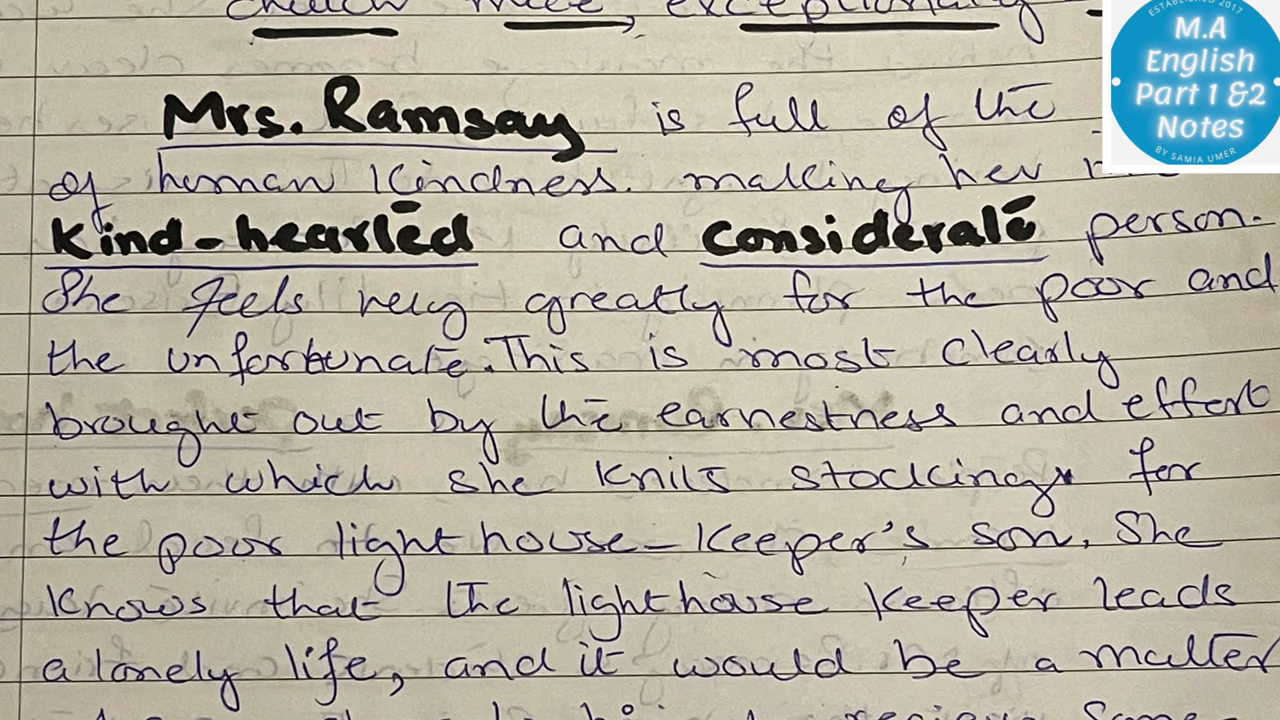 exceptionally
ESTABLISHED 2017
M.A
English
Part 1 & 2
Notes
BY SAMIA UMER
Mrs. Ramsay is full of the
of human kindness. making her
Kind-hearted and Considerate person.
She feels very greatly for the poor and
the unfortunate. This is most clearly
brought out by the earnestness and effort
with which she knits stockings for
the poor light house-keeper's son. She
knows that the lighthouse keeper leads
a lonely life, and it would be a matter